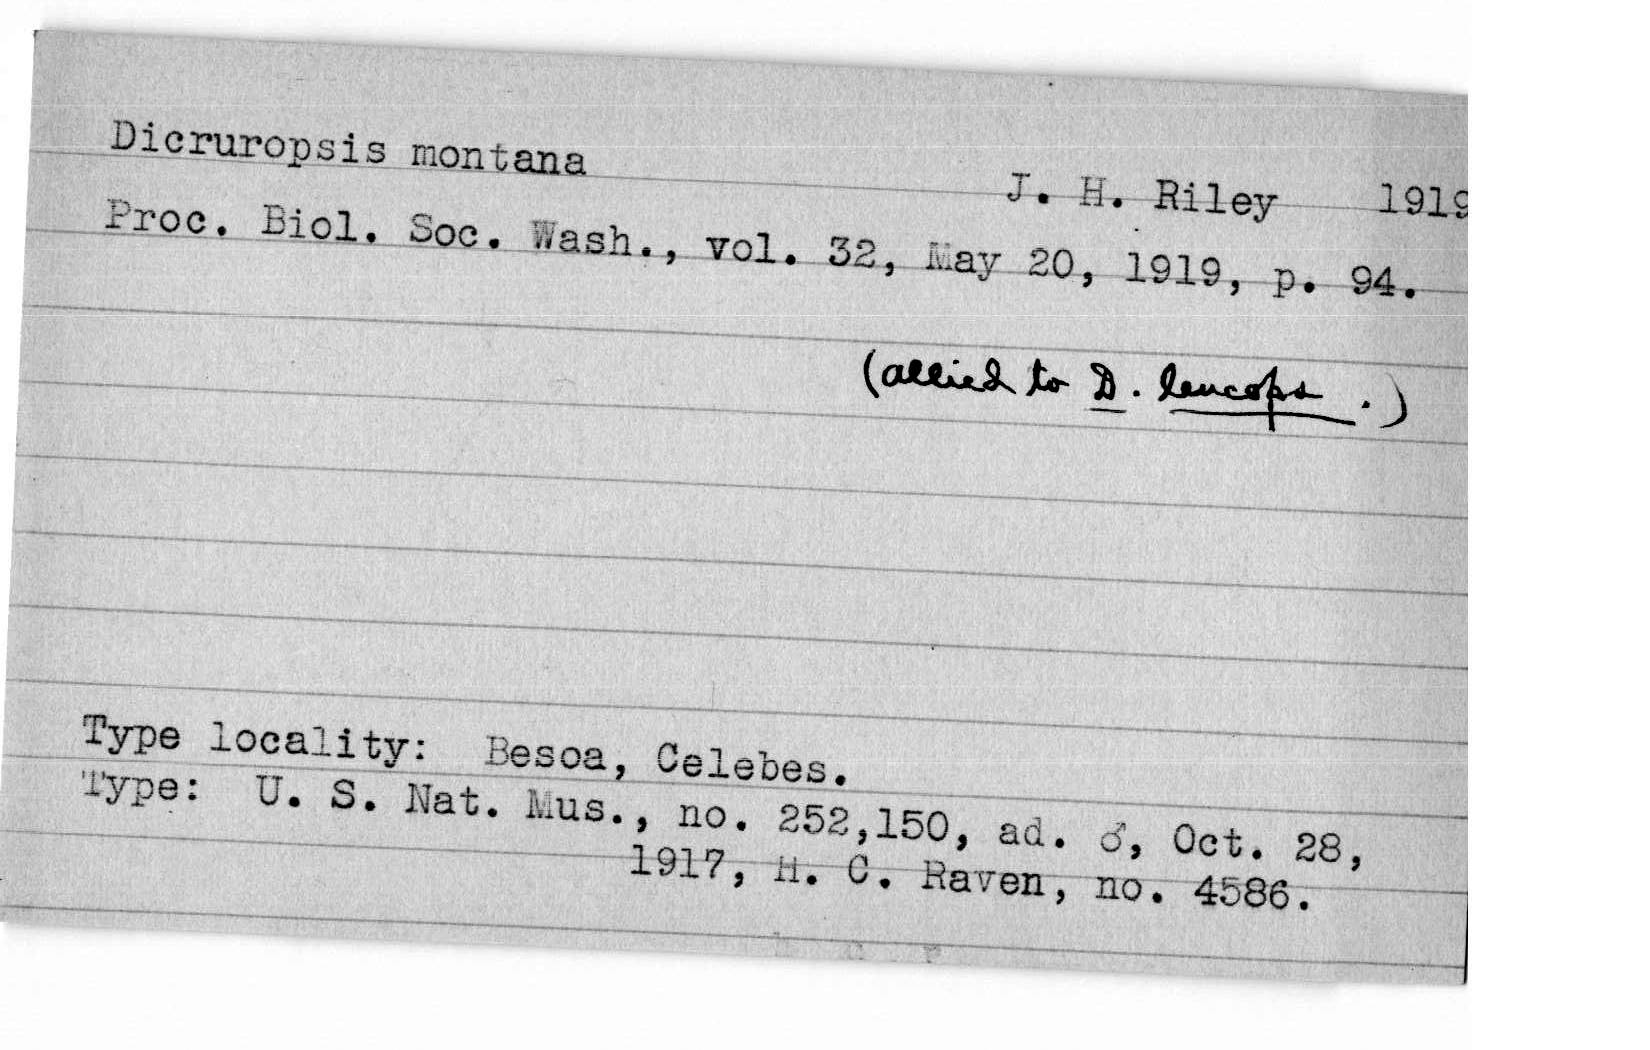 Dicruropsis montana J. H. Riley 1919
Proc. Biol. Soc. Wash., vol. 32, May 20, 1919, p. 94.
(allied to D. leucops.)
Type locality: Besoa, Celebes.
Type: U. S. Nat. Mus., no. 252,150, ad. ♂, Oct. 28,
1917, H. C. Raven, no. 4586.